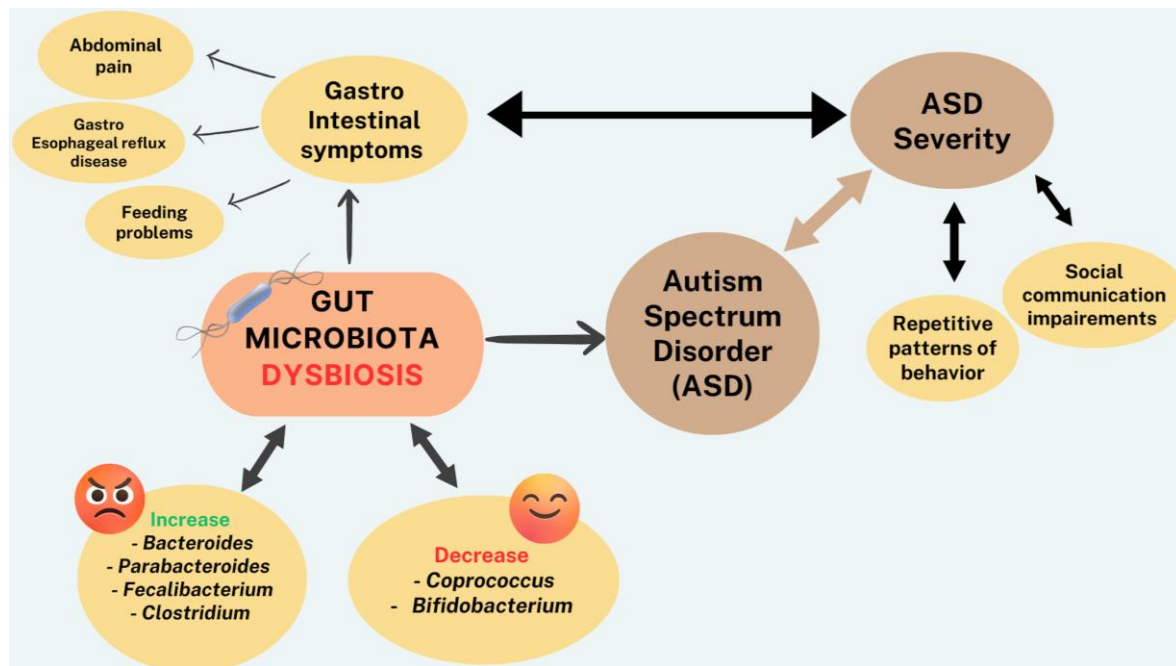 Abdominal
pain
Gastro
Esophageal reflux
disease
Feeding
problems
Gastro
Intestinal
symptoms
ASD
Severity
GUT
MICROBIOTA
DYSBIOSIS
Autism
Spectrum
Disorder
(ASD)
Repetitive
patterns of
behavior
Social
communication
impairements
Increase
- Bacteroides
- Parabacteroides
- Fecalibacterium
- Clostridium
Decrease
- Coprococcus
- Bifidobacterium